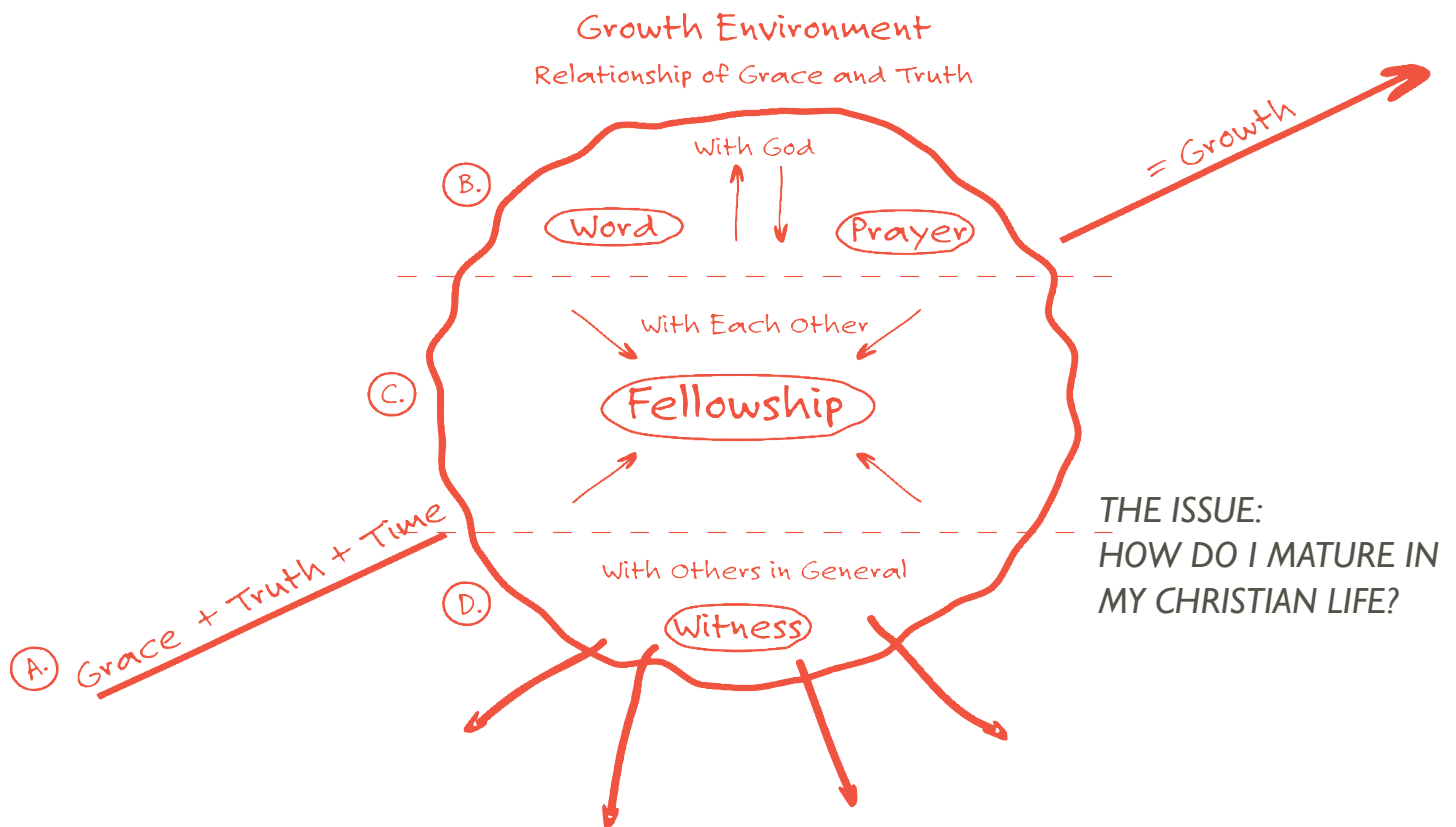 Growth Environment
Relationship of Grace and Truth
With God
= Growth
B.
Word
Prayer
With Each Other
C.
Fellowship
THE ISSUE:
HOW DO I MATURE IN
MY CHRISTIAN LIFE?
A.
Grace + Truth + Time
With Others in General
D.
Witness